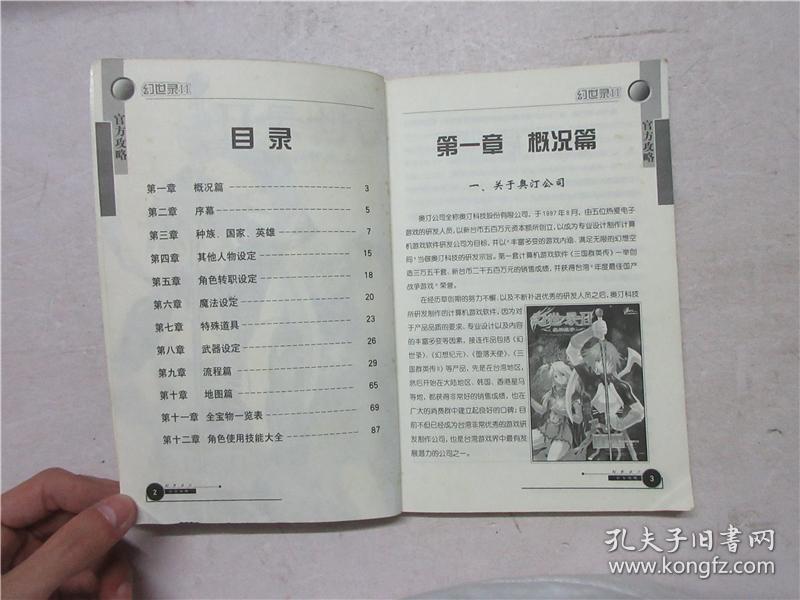 幻世录II
官方攻略
目录
第一章 概况篇 3
第二章 序幕 5
第三章 种族、国家、英雄 7
第四章 其他人物设定 15
第五章 角色转职设定 18
第六章 魔法设定 20
第七章 特殊道具 23
第八章 武器设定 26
第九章 流程篇 29
第十章 地图篇 65
第十一章 全宝物一览表 69
第十二章 角色使用技能大全 87
2
幻世录II
官方攻略
第一章 概况篇
一、关于奥汀公司
奥汀公司全称奥汀科技股份有限公司，于1997年8月，由五位热爱电子
游戏的研发人员，以新台币五百万元资本额所创立，以成为专业设计制作计算
机游戏软件研发公司为目标，并以“丰富多变的游戏内涵、满足无限的幻想空
间”当做奥汀科技的研发宗旨。第一套计算机游戏软件《三国群英传》一举创
造三万五千套、新台币二千五百万元的销售成绩，并获得台湾“年度最佳国产
战争游戏”荣誉。
在经历草创期的努力不懈，以及不断补进优秀的研发人员之后，奥汀科技
所研发制作的计算机游戏软件，因为对
于产品品质的要求、专业设计以及内容
的丰富多变等因素，接连作品包括《幻
世录》、《幻想纪元》、《堕落天使》、《三
国群英传II》等产品，先是在台湾地区，
然后开始在大陆地区、韩国、香港星马
等地，都获得非常好的销售成绩，也在
广大的消费群中建立起良好的口碑；目
前不但已经成为台湾非常优秀的游戏研
发制作公司，也是台湾游戏界中最有发
展潜力的公司之一。
3
孔夫子旧书网
www.kongfz.com